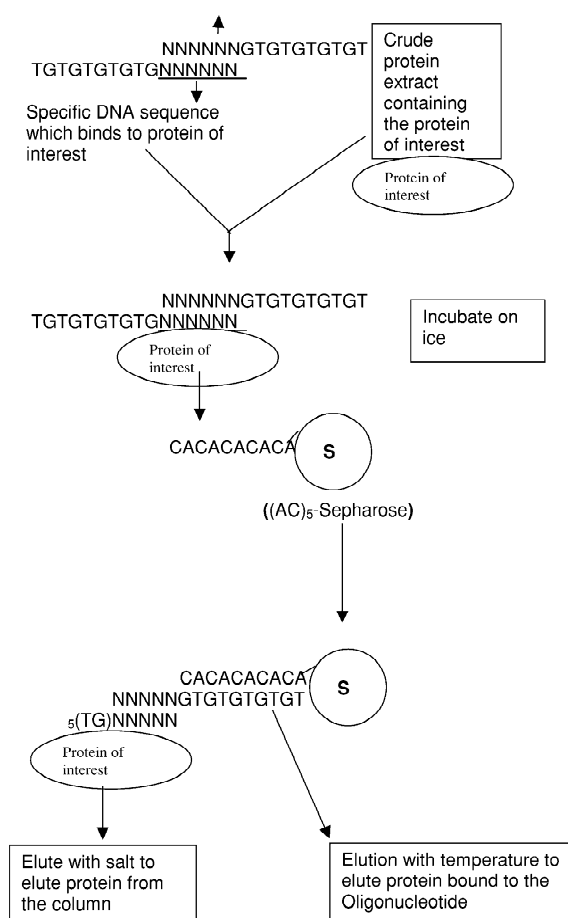 NNNNNNGTGTGTGTGT
TGTGTGTGTGNNNNNN
Specific DNA sequence
which binds to protein of
interest
Crude
protein
extract
containing
the protein
of interest
Protein of
interest
NNNNNNGTGTGTGTGT
TGTGTGTGTGNNNNNN
Protein of
interest
Incubate on
ice
CACACACACA
S
((AC)5-Sepharose)
CACACACACA
S
NNNNNGTGTGTGTGT
5(TG)NNNNN
Protein of
interest
Elute with salt to
elute protein from
the column
Elution with temperature to
elute protein bound to the
Oligonucleotide